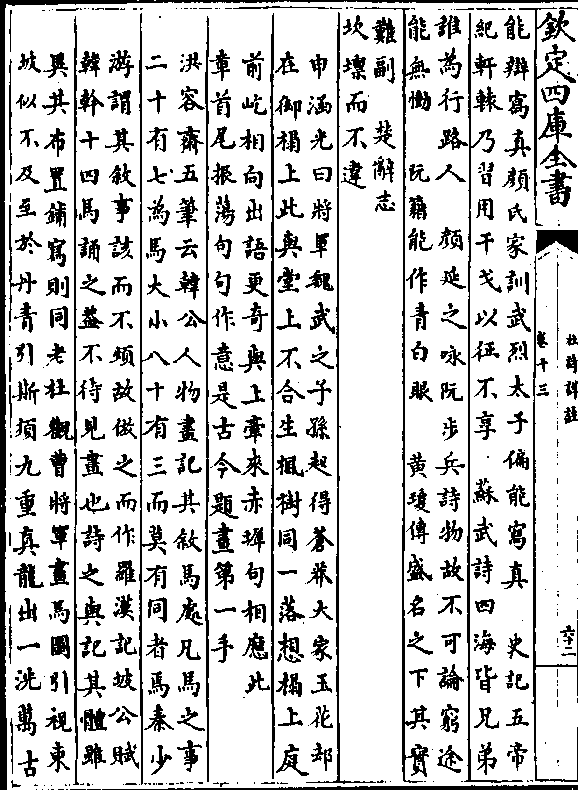 欽定四庫全書
杜詩詳註
卷十三
六十二
能辯寫真顏氏家訓武烈太子偏能寫真 史記五帝
紀軒轅乃習用干戈以征不享 蘇武詩四海皆兄弟
誰為行路人 顏延之咏阮步兵詩物故不可論窮途
能無慟 阮籍能作青白眼 黃瓊傳盛名之下其實
難副 楚辭志
坎壈而不違
申涵光曰將軍魏武之子孫起得蒼莽大家玉花却
在御榻上此與堂上不合生楓樹同一落想榻上庭
前屹相向出語更奇與上牽來赤墀句相應此
章首尾振蕩句句作意是古今題畫第一手
洪容齋五筆云韓公人物畫記其敘馬處凡馬之事
二十有七為馬大小八十有三而莫有同者焉秦少
游謂其敘事該而不煩故倣之而作羅漢記坡公賦
韓幹十四馬誦之蓋不待見畫也詩之與記其體雖
異其布置鋪寫則同老杜觀曹將軍畫馬圖引視東
坡似不及至於丹青引斯須九重真龍出一洗萬古